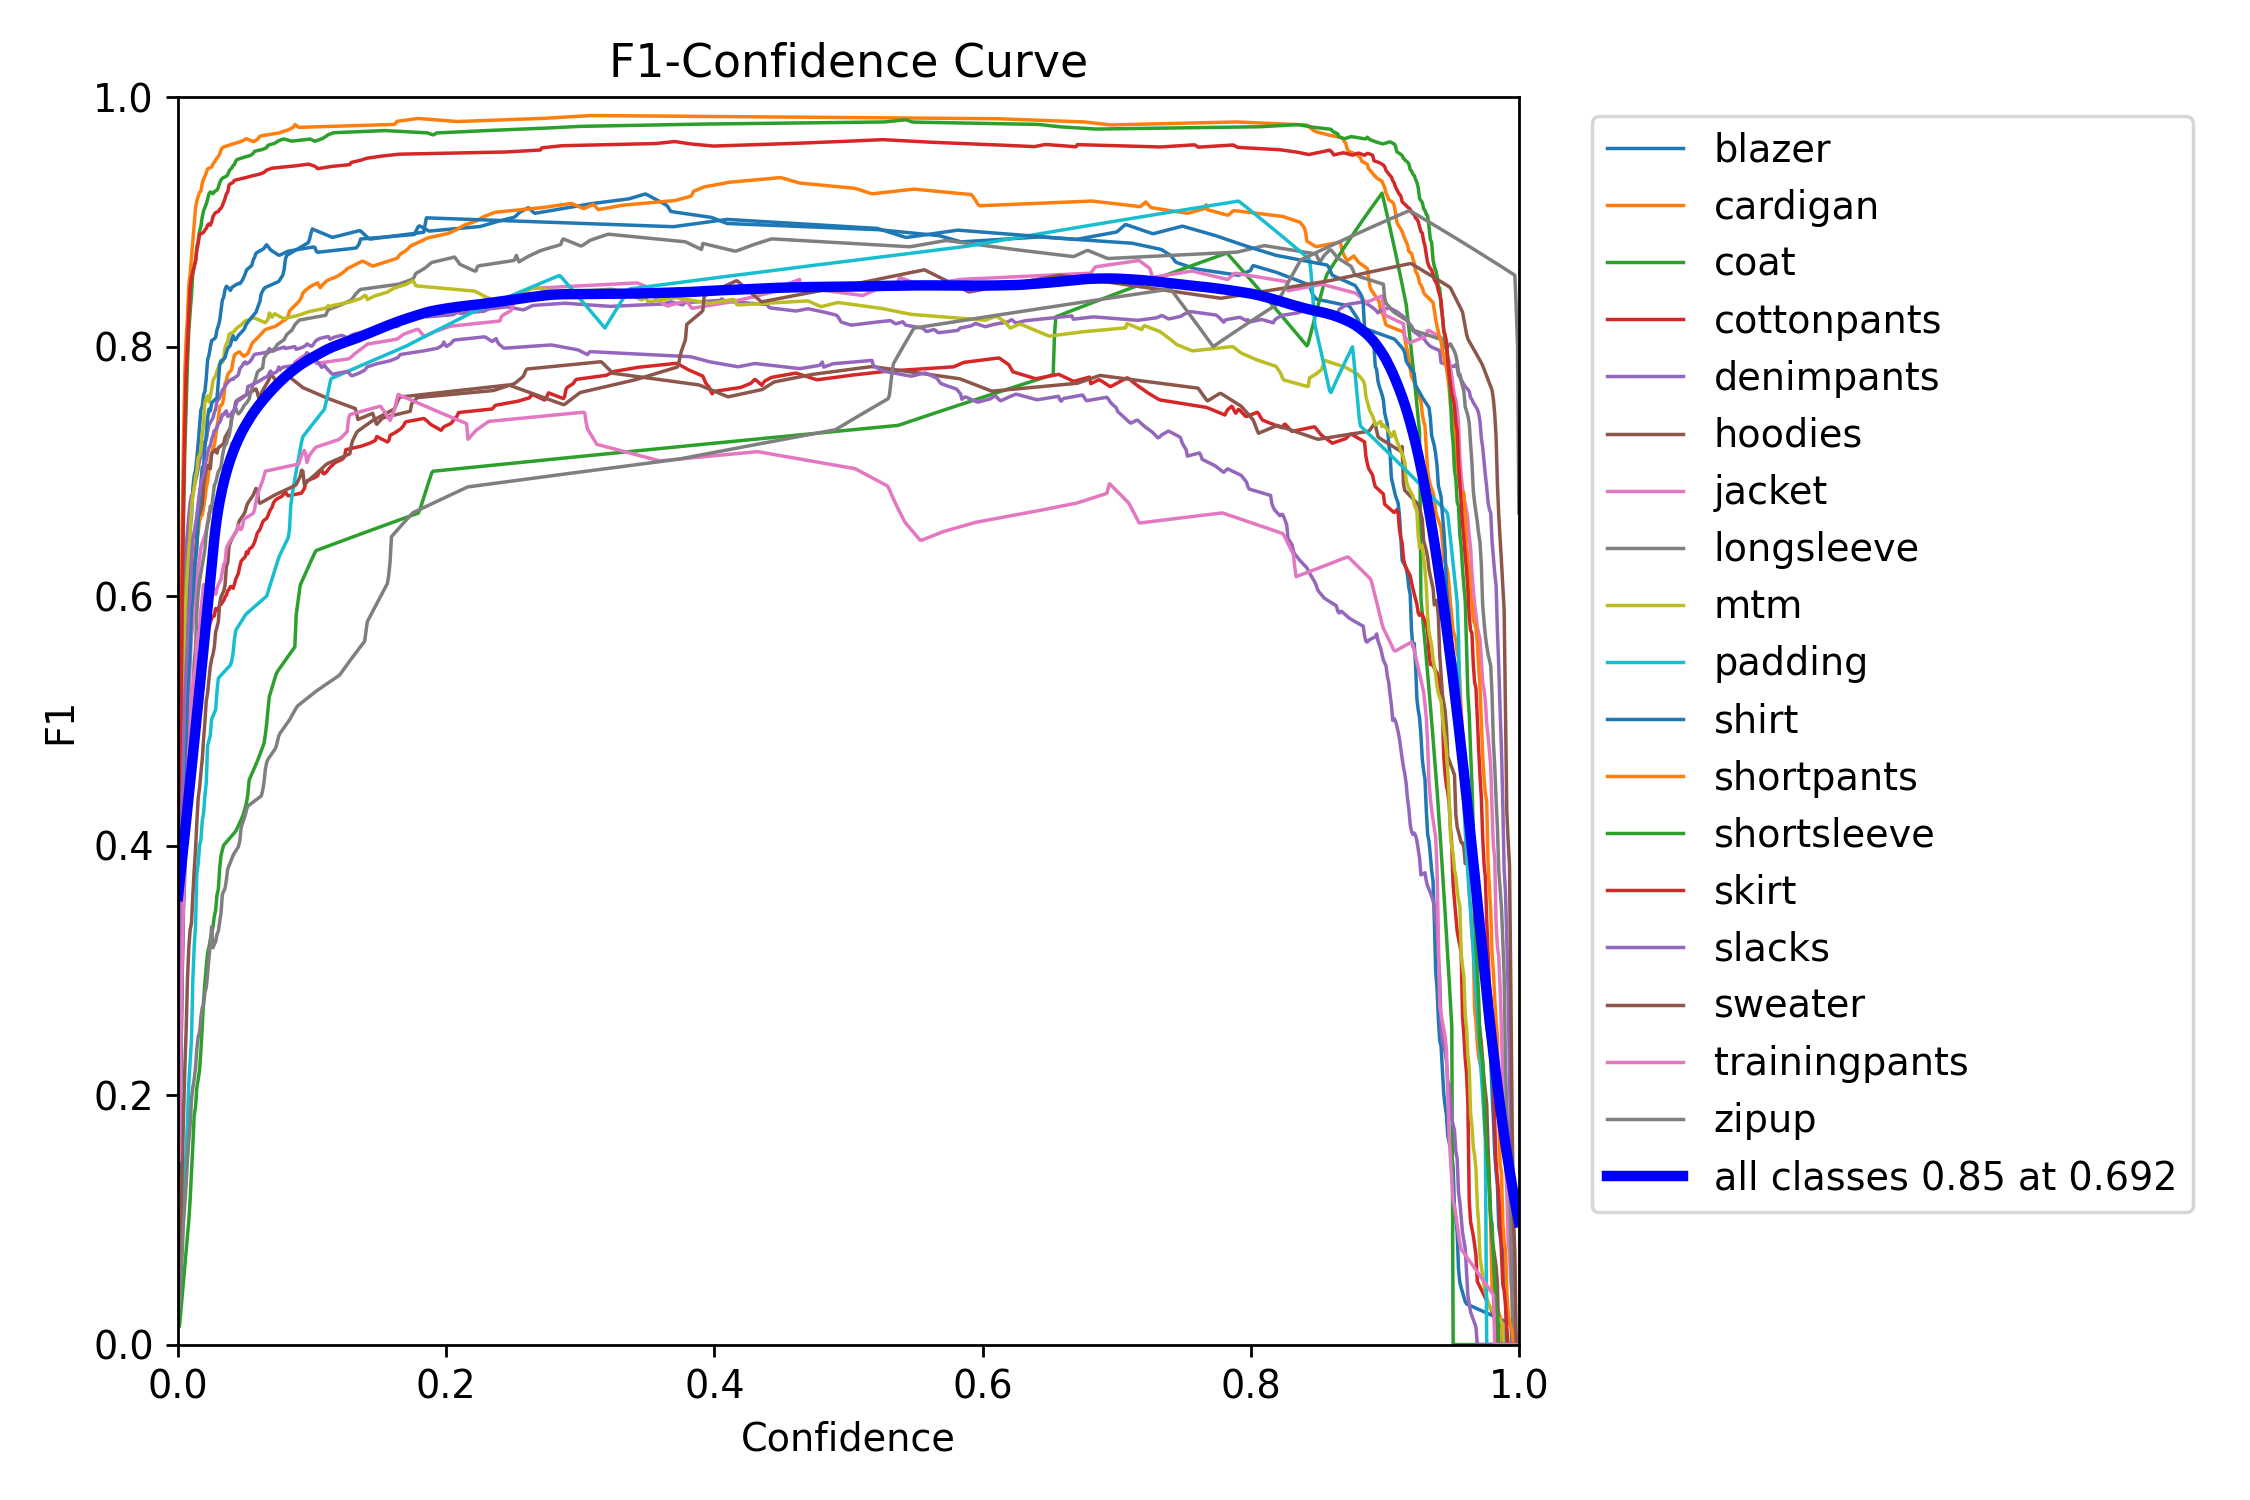 F1-Confidence Curve
1.0
0.8
0.6
0.4
0.2
0.0
F1
0.0 0.2 0.4 0.6 0.8 1.0
Confidence
blazer
cardigan
coat
cottonpants
denimpants
hoodies
jacket
longsleeve
mtm
padding
shirt
shortpants
shortsleeve
skirt
slacks
sweater
trainingpants
zipup
all classes 0.85 at 0.692